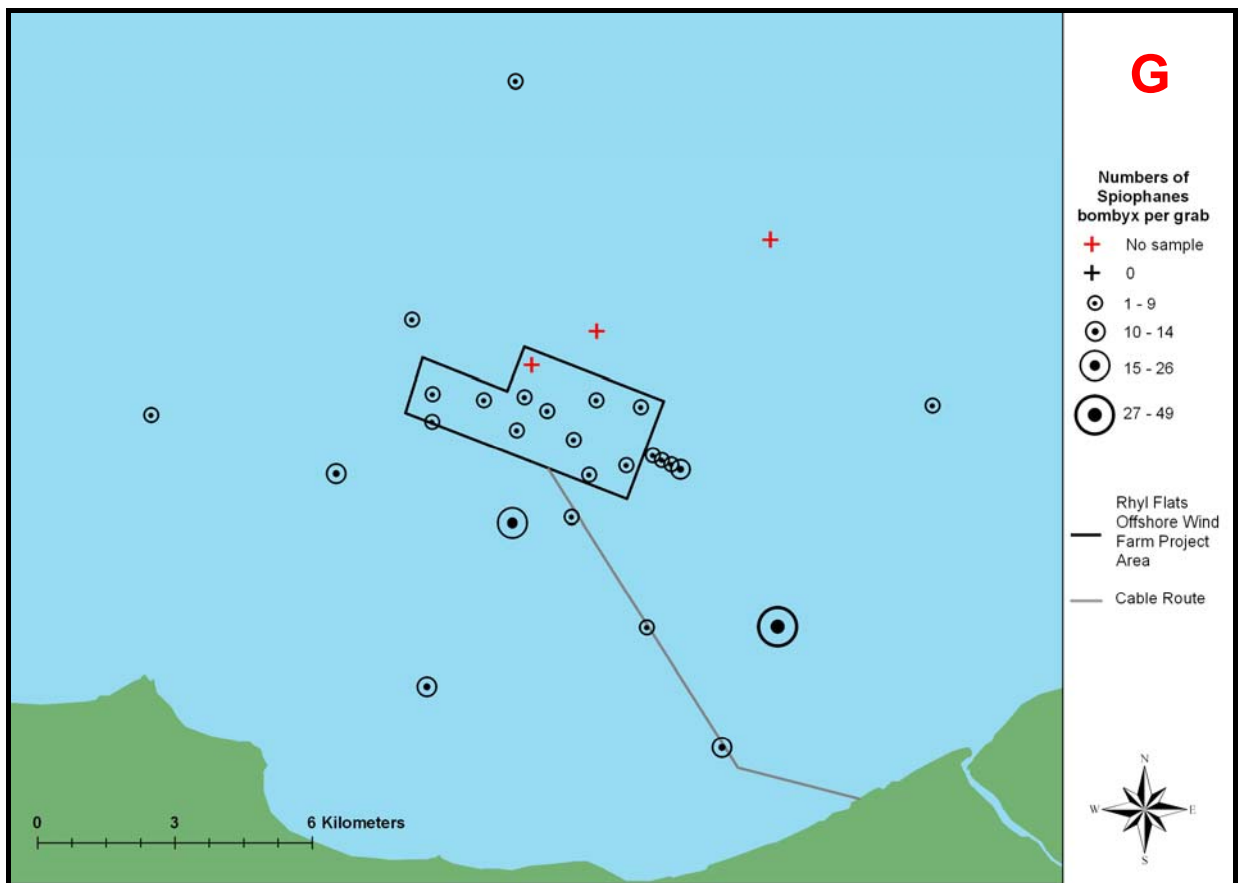 G
Numbers of
Spiophanes
bombyx per grab
No sample
0
1 - 9
10 - 14
15 - 26
27 - 49
Rhyl Flats
Offshore Wind
Farm Project
Area
Cable Route
N
W E
S
0 3 6 Kilometers